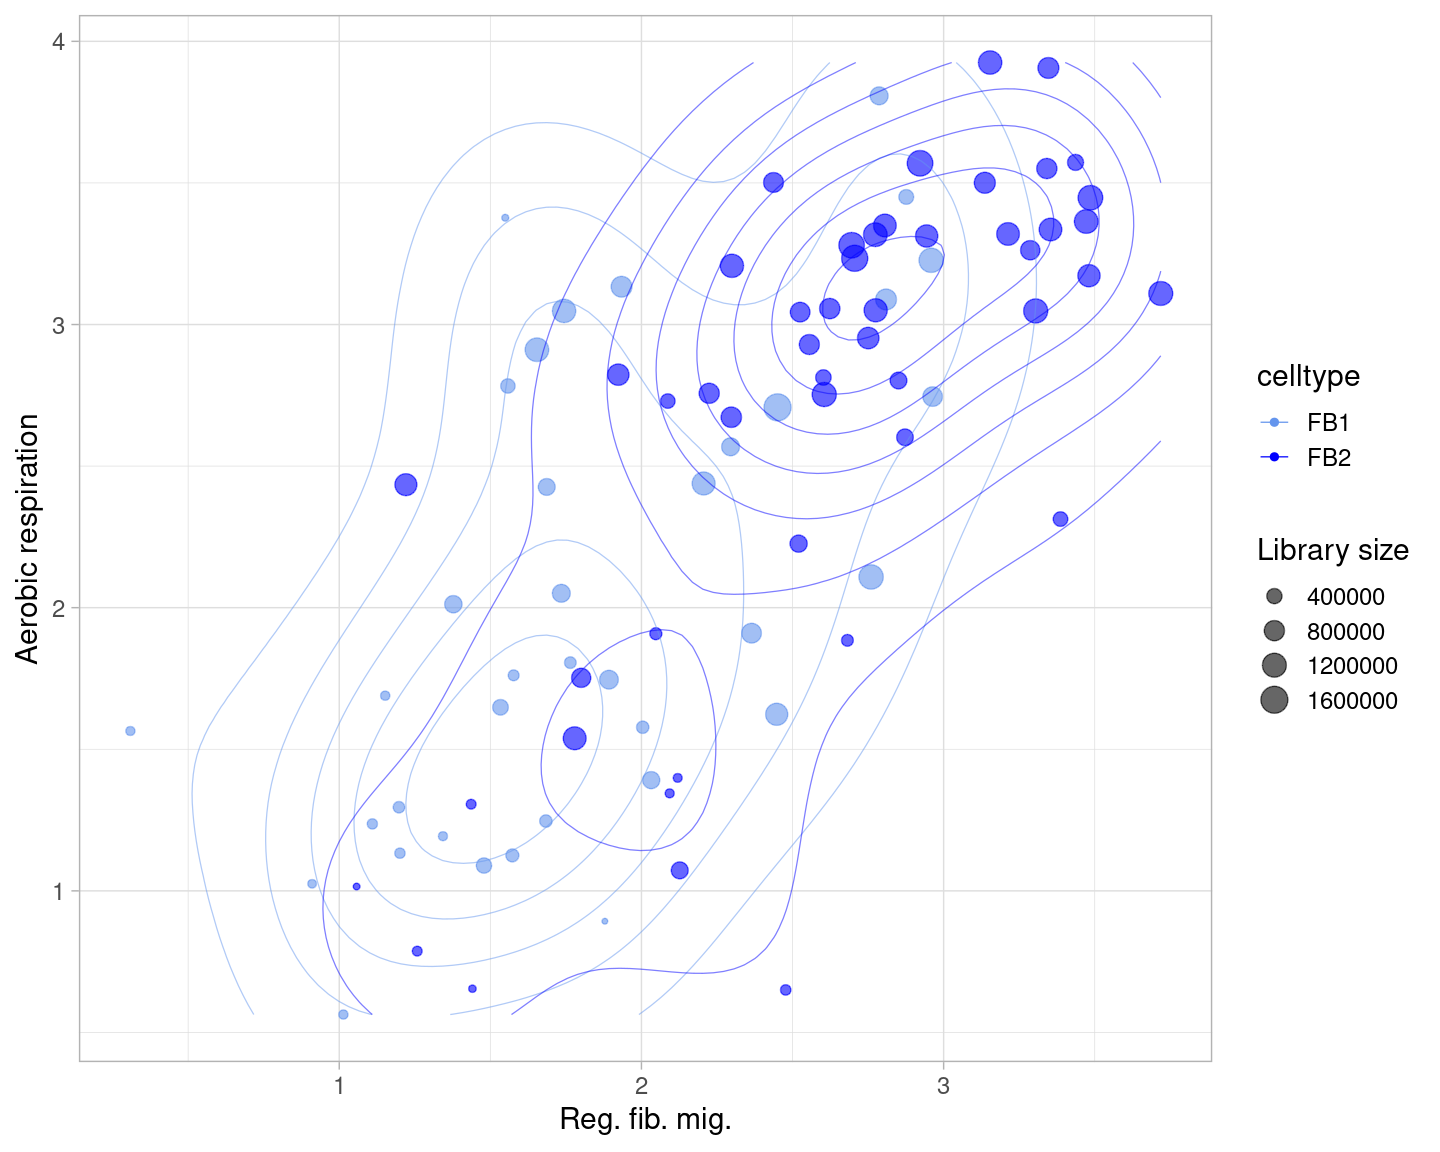 4
3
2
1
Aerobic respiration
1
2
3
Reg. fib. mig.
celltype
FB1
FB2
Library size
400000
800000
1200000
1600000